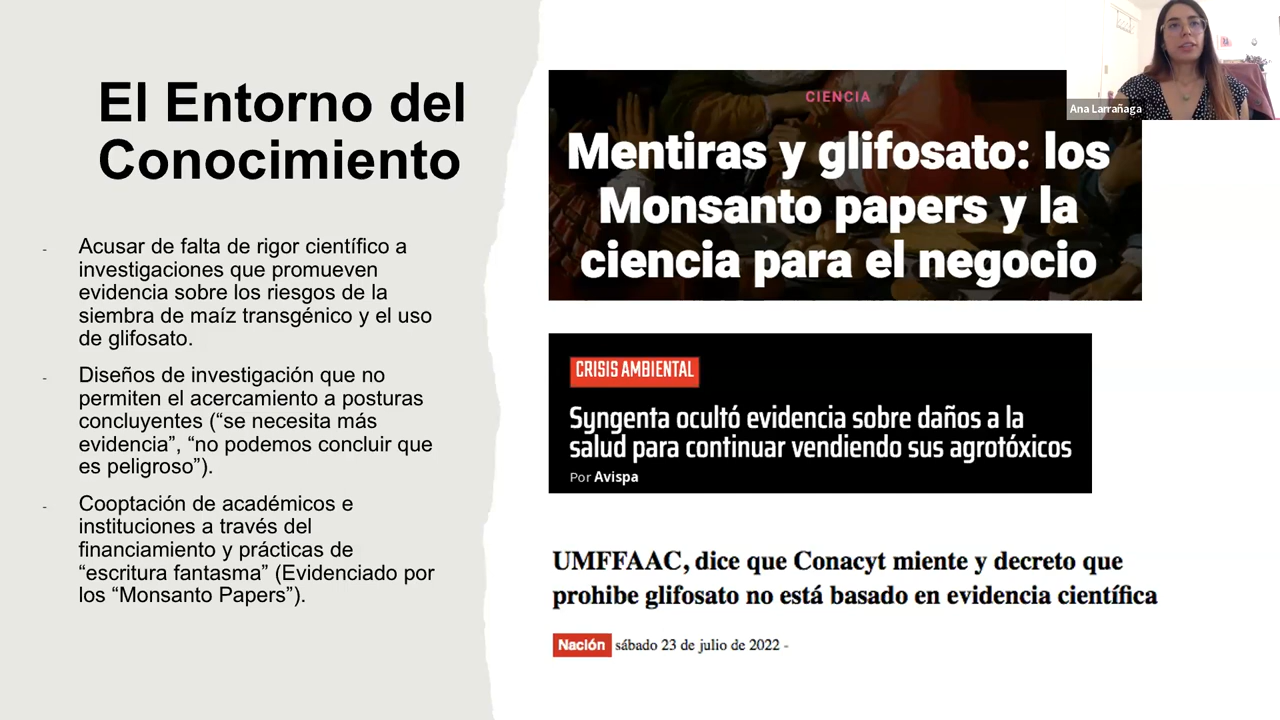 El Entorno del
Conocimiento
- Acusar de falta de rigor científico a
investigaciones que promueven
evidencia sobre los riesgos de la
siembra de maíz transgénico y el uso
de glifosato.
- Diseños de investigación que no
permiten el acercamiento a posturas
concluyentes (“se necesita más
evidencia”, “no podemos concluir que
es peligroso”).
- Cooptación de académicos e
instituciones a través del
financiamiento y prácticas de
“escritura fantasma” (Evidenciado por
los “Monsanto Papers”).
CIENCIA
Mentiras y glifosato: los
Monsanto papers y la
ciencia para el negocio
Ana Larrañaga
CRISIS AMBIENTAL
Syngenta ocultó evidencia sobre daños a la
salud para continuar vendiendo sus agrotóxicos
Por Avispa
UMFFAAC, dice que Conacyt miente y decreto que
prohibe glifosato no está basado en evidencia científica
Nación sábado 23 de julio de 2022 -